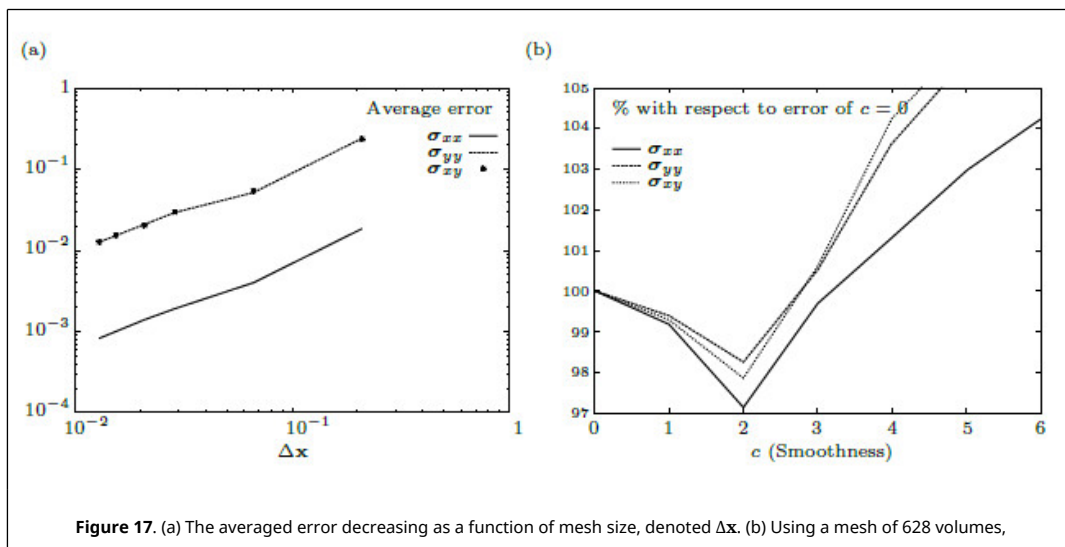 (a)
1
10⁻¹
10⁻²
10⁻³
10⁻⁴
10⁻² 10⁻¹ 1
Δx
Average error
σxx
σyy
σxy
(b)
105
104
103
102
101
100
99
98
97
0 1 2 3 4 5 6
c (Smoothness)
% with respect to error of c = 0
σxx
σyy
σxy
Figure 17. (a) The averaged error decreasing as a function of mesh size, denoted Δx. (b) Using a mesh of 628 volumes,